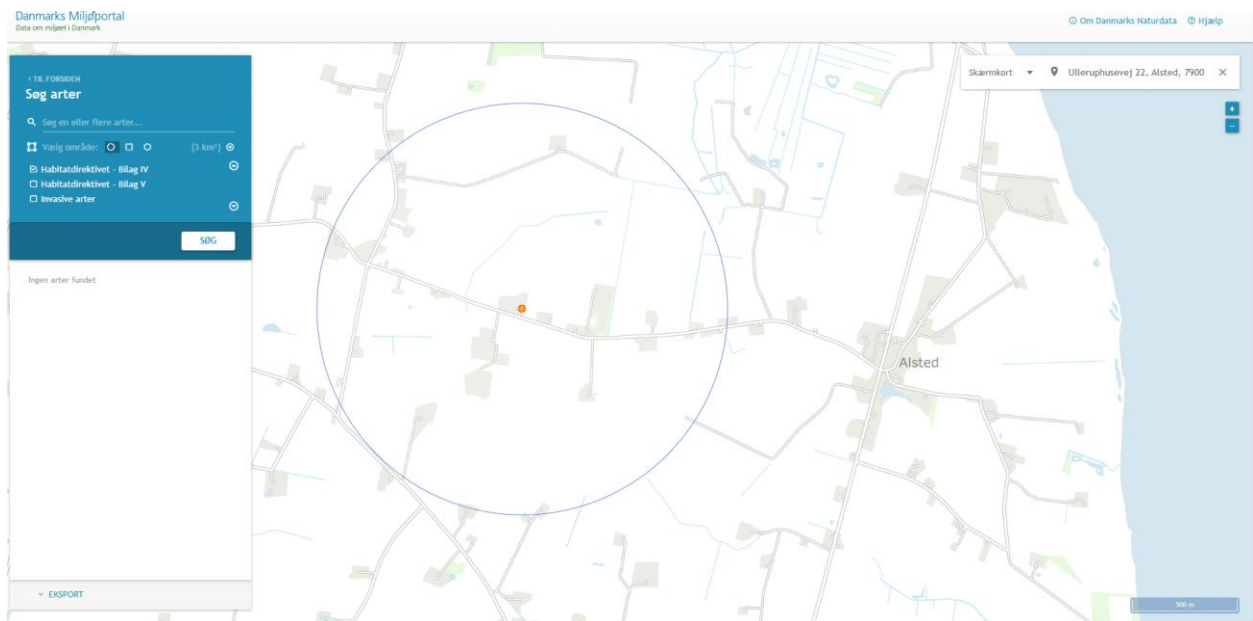 Danmarks Miljøportal
Data om miljøet i Danmark
Om Danmarks Naturdata
Hjælp
‹ TIL FORSIDEN
Søg arter
Søg en eller flere arter...
Vælg område:
(3 km²)
Habitatdirektivet - Bilag IV
Habitatdirektivet - Bilag V
Invasive arter
SØG
Ingen arter fundet
EKSPORT
Skærmkort
Ulleruphusevej 22, Alsted, 7900
+
-
Alsted
500 m